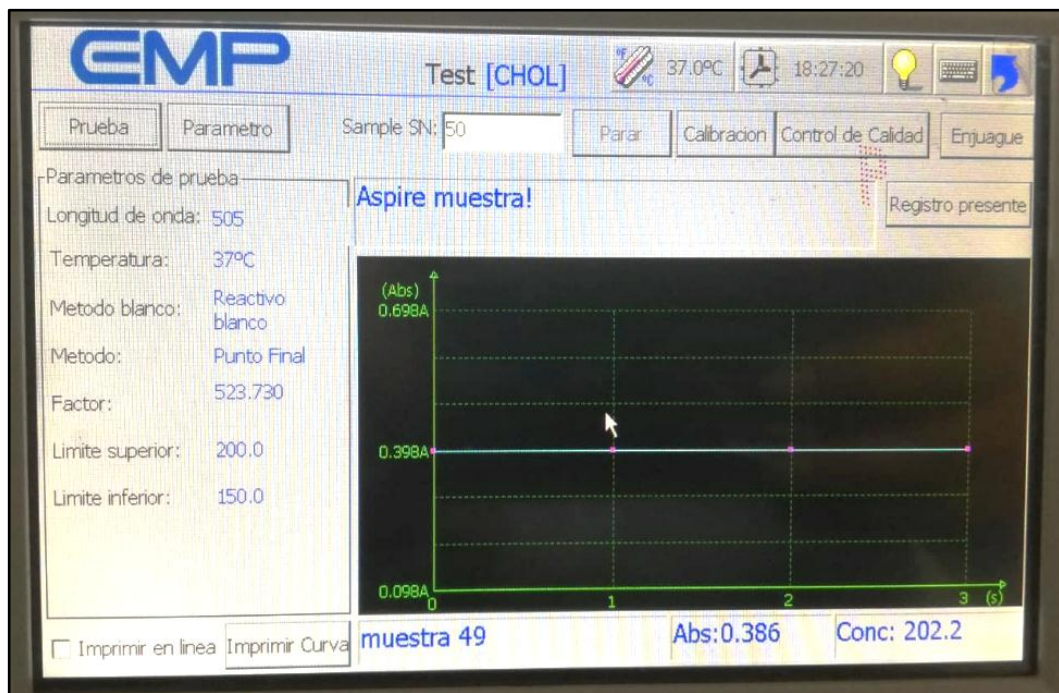 EMP
Test [CHOL]
°F
°C
37.0ºC
18:27:20
Prueba
Parametro
Sample SN: 50
Parar
Calibracion
Control de Calidad
Enjuague
Parametros de prueba
Longitud de onda: 505
Temperatura: 37ºC
Metodo blanco: Reactivo
blanco
Metodo: Punto Final
Factor: 523.730
Limite superior: 200.0
Limite inferior: 150.0
Aspire muestra!
P
Registro presente
(Abs)
0.698A
0.398A
0.098A
0 1 2 3 (s)
Imprimir en linea
Imprimir Curva
muestra 49
Abs:0.386
Conc: 202.2